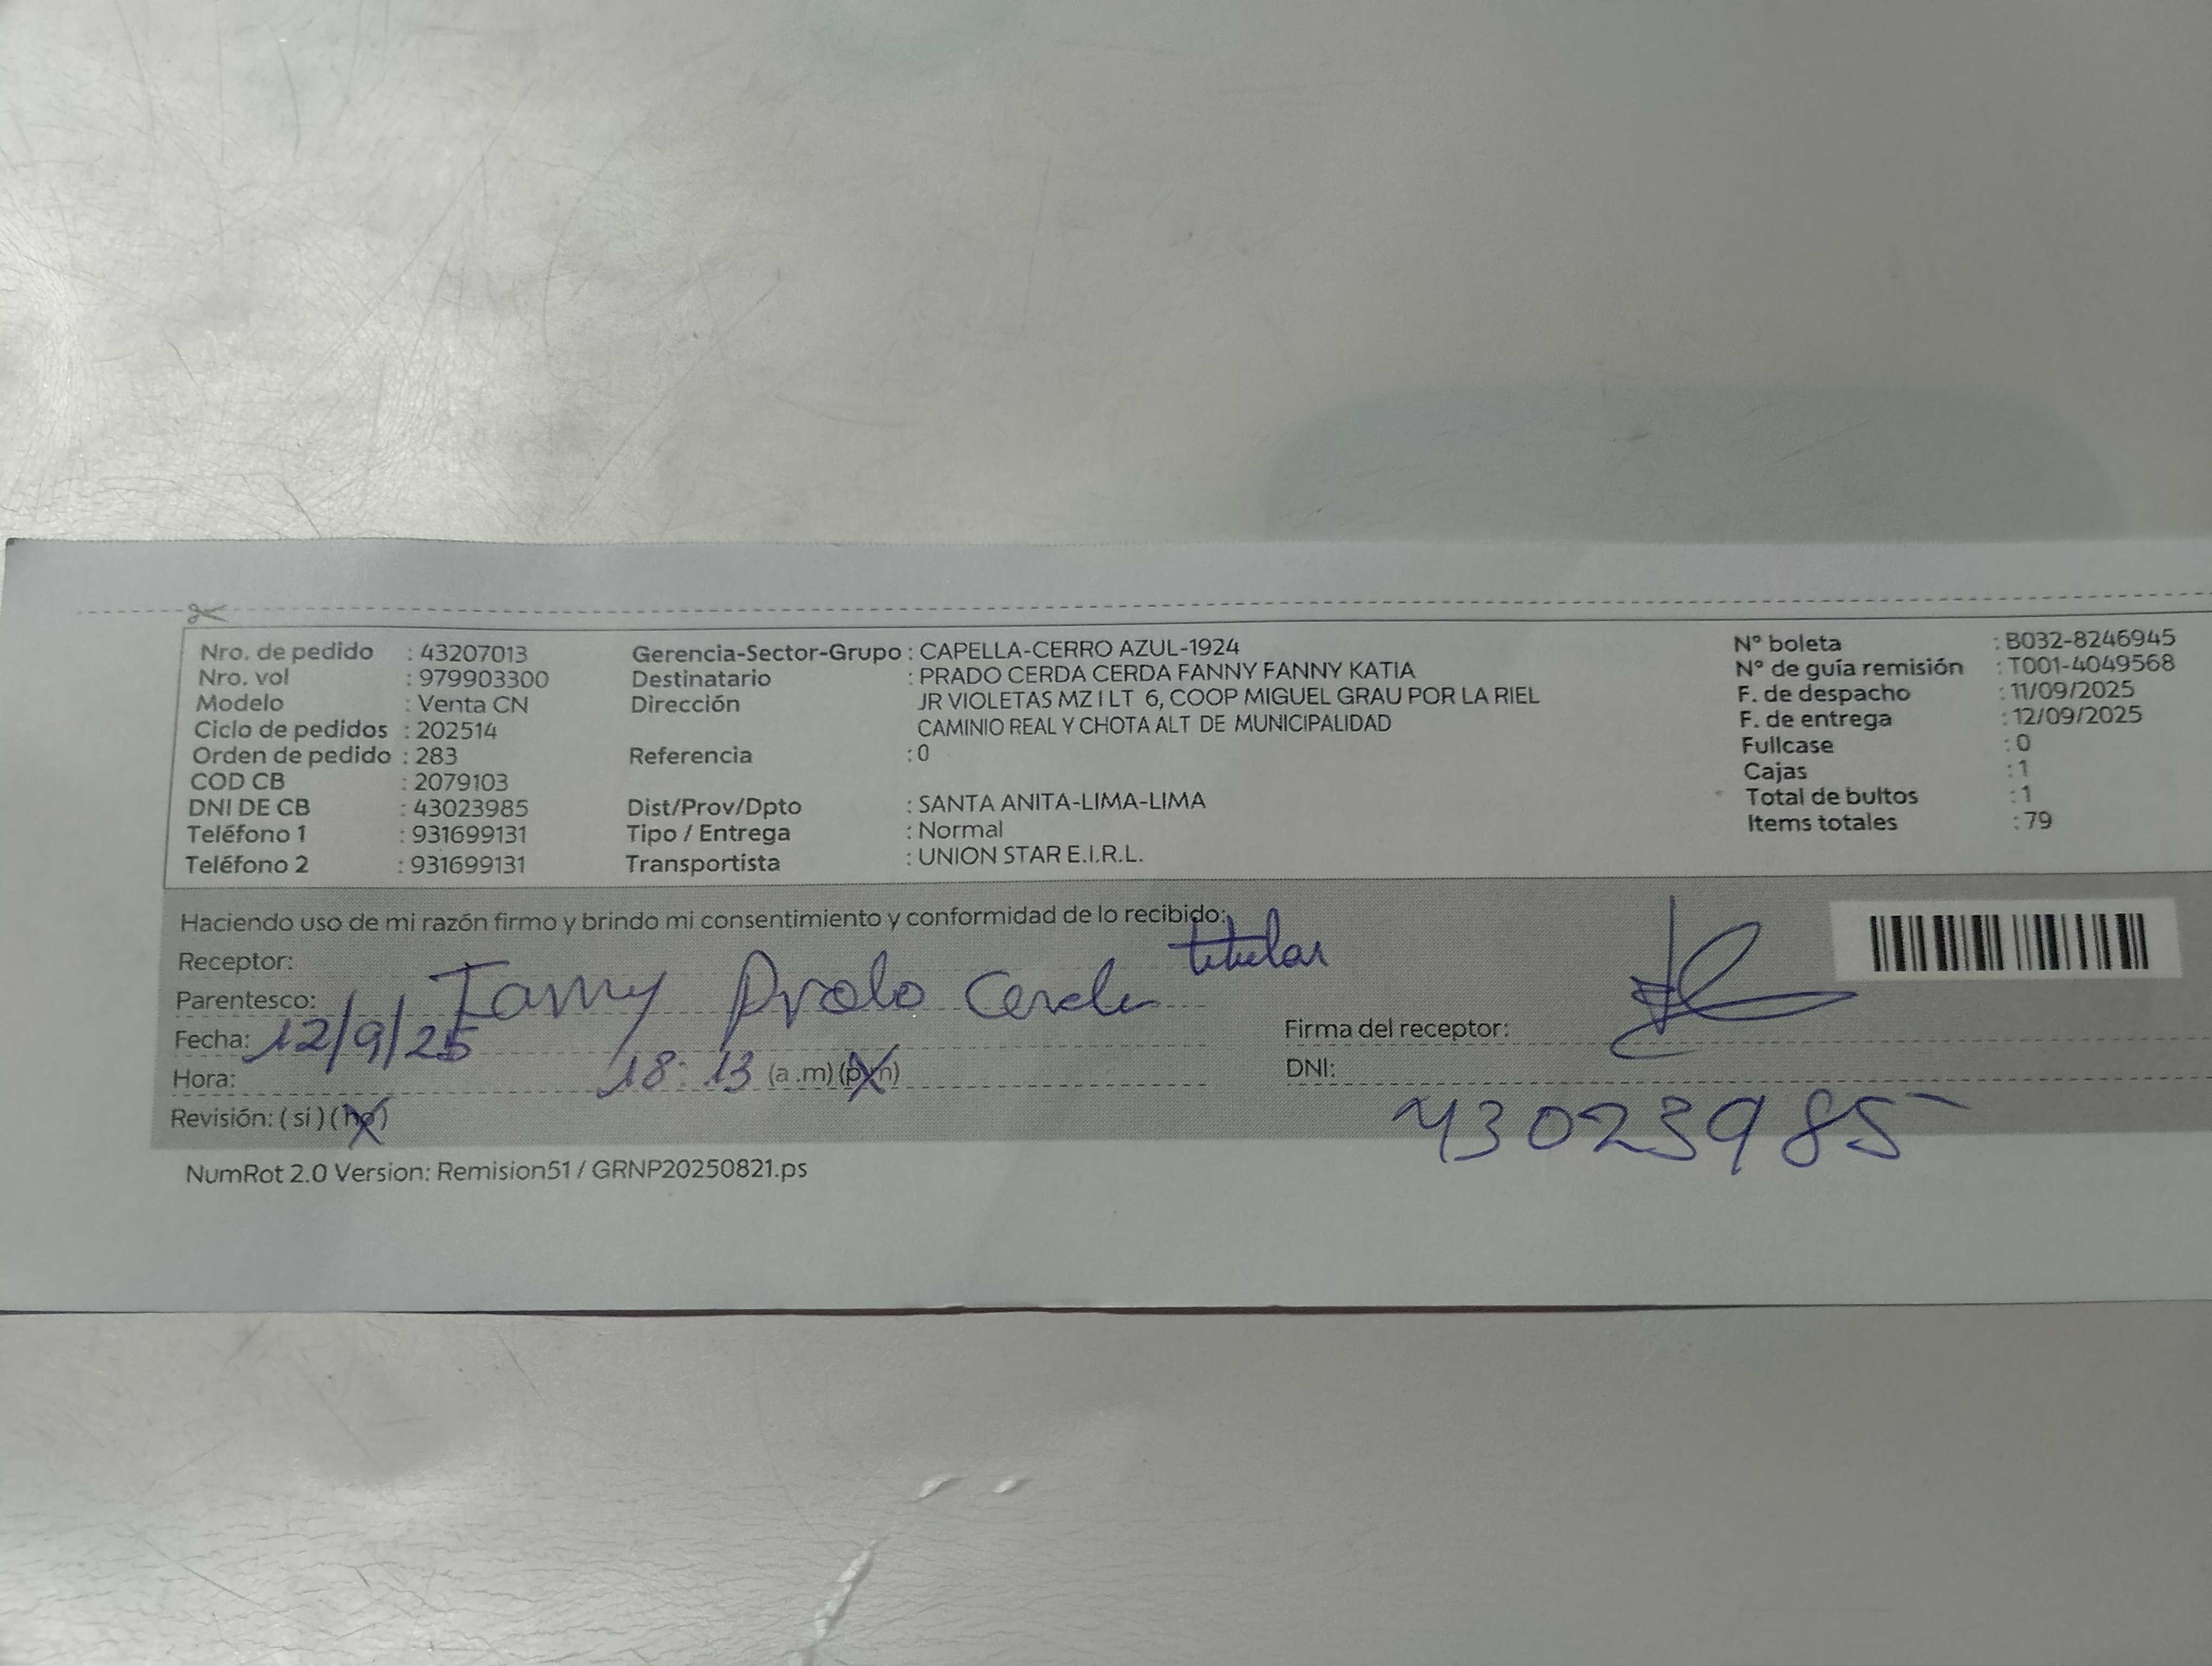 Nro. de pedido : 43207013
Nro. vol : 979903300
Modelo : Venta CN
Ciclo de pedidos : 202514
Orden de pedido : 283
COD CB : 2079103
DNI DE CB : 43023985
Teléfono 1 : 931699131
Teléfono 2 : 931699131
Gerencia-Sector-Grupo : CAPELLA-CERRO AZUL-1924
Destinatario : PRADO CERDA CERDA FANNY FANNY KATIA
Dirección JR VIOLETAS MZ I LT 6, COOP MIGUEL GRAU POR LA RIEL
CAMINIO REAL Y CHOTA ALT DE MUNICIPALIDAD
Referencia : 0
Dist/Prov/Dpto : SANTA ANITA-LIMA-LIMA
Tipo / Entrega : Normal
Transportista : UNION STAR E.I.R.L.
N° boleta : B032-8246945
N° de guía remisión : T001-4049568
F. de despacho : 11/09/2025
F. de entrega : 12/09/2025
Fullcase : 0
Cajas : 1
Total de bultos : 1
Items totales : 79
Haciendo uso de mi razón firmo y brindo mi consentimiento y conformidad de lo recibido:
Receptor: titular
Parentesco: Fanny Prado Cerda
Fecha: 12/9/25
Hora: 18:13 (a.m) (p.m)
Revisión: (si) (no)
Firma del receptor:
DNI:
43023985
NumRot 2.0 Version: Remision51 / GRNP20250821.ps